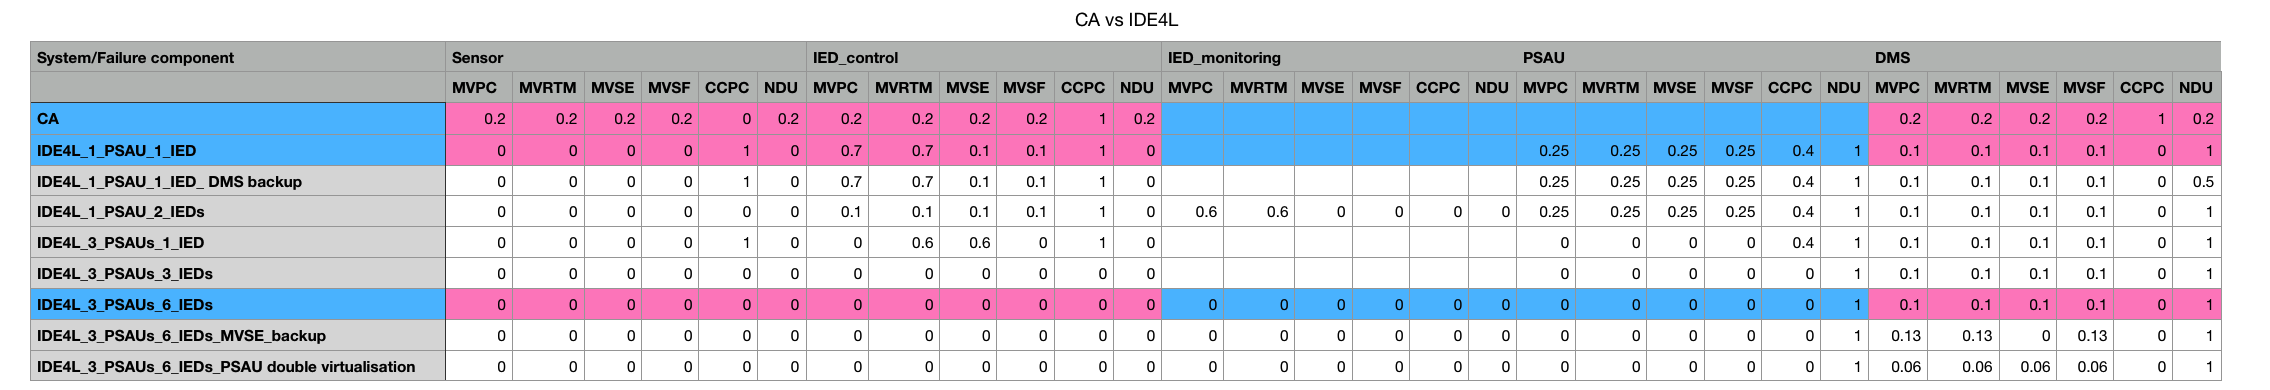 CA vs IDE4L
System/Failure component Sensor IED_control IED_monitoring PSAU DMS
MVPC MVRTM MVSE MVSF CCPC NDU MVPC MVRTM MVSE MVSF CCPC NDU MVPC MVRTM MVSE MVSF CCPC NDU MVPC MVRTM MVSE MVSF CCPC NDU MVPC MVRTM MVSE MVSF CCPC NDU
CA 0.2 0.2 0.2 0.2 0 0.2 0.2 0.2 0.2 0.2 1 0.2 0.2 0.2 0.2 0.2 1 0.2
IDE4L_1_PSAU_1_IED 0 0 0 0 1 0 0.7 0.7 0.1 0.1 1 0 0.25 0.25 0.25 0.25 0.4 1 0.1 0.1 0.1 0.1 0 1
IDE4L_1_PSAU_1_IED_ DMS backup 0 0 0 0 1 0 0.7 0.7 0.1 0.1 1 0 0.25 0.25 0.25 0.25 0.4 1 0.1 0.1 0.1 0.1 0 0.5
IDE4L_1_PSAU_2_IEDs 0 0 0 0 0 0 0.1 0.1 0.1 0.1 1 0 0.6 0.6 0 0 0 0 0.25 0.25 0.25 0.25 0.4 1 0.1 0.1 0.1 0.1 0 1
IDE4L_3_PSAUs_1_IED 0 0 0 0 1 0 0 0.6 0.6 0 1 0 0 0 0 0 0.4 1 0.1 0.1 0.1 0.1 0 1
IDE4L_3_PSAUs_3_IEDs 0 0 0 0 0 0 0 0 0 0 0 0 0 0 0 0 0 1 0.1 0.1 0.1 0.1 0 1
IDE4L_3_PSAUs_6_IEDs 0 0 0 0 0 0 0 0 0 0 0 0 0 0 0 0 0 0 0 0 0 0 0 1 0.1 0.1 0.1 0.1 0 1
IDE4L_3_PSAUs_6_IEDs_MVSE_backup 0 0 0 0 0 0 0 0 0 0 0 0 0 0 0 0 0 0 0 0 0 0 0 1 0.13 0.13 0 0.13 0 1
IDE4L_3_PSAUs_6_IEDs_PSAU double virtualisation 0 0 0 0 0 0 0 0 0 0 0 0 0 0 0 0 0 0 0 0 0 0 0 1 0.06 0.06 0.06 0.06 0 1